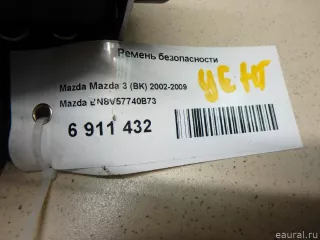 Ремень безопасности
Mazda Mazda 3 (BK) 2002-2009
Mazda BN8V57740B73
6 911 432
eaural.ru